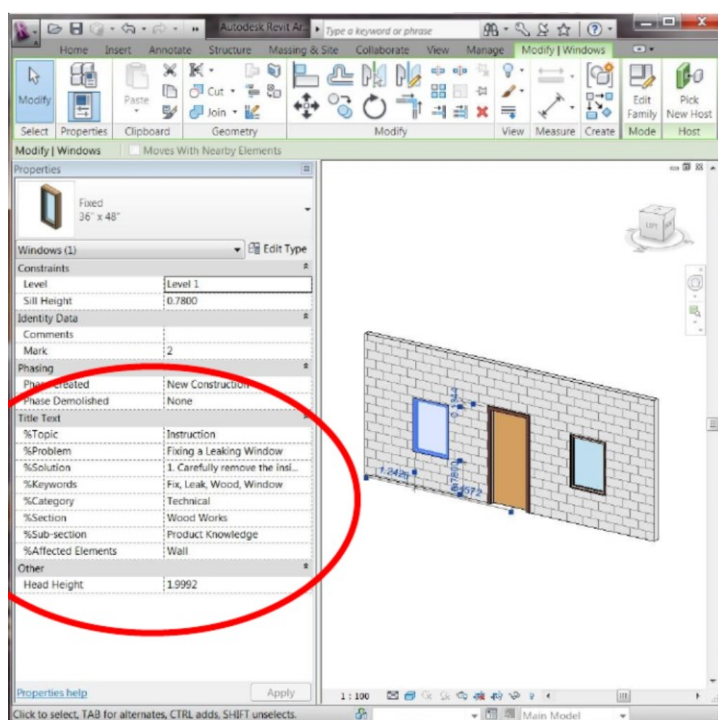 Autodesk Revit Ar...
Type a keyword or phrase
Home Insert Annotate Structure Massing & Site Collaborate View Manage Modify | Windows
Modify
Paste
Cut
Join
Edit Family
Pick New Host
Select Properties Clipboard Geometry Modify View Measure Create Mode Host
Modify | Windows Moves With Nearby Elements
Properties
Fixed
36" x 48"
Windows (1) Edit Type
Constraints
Level Level 1
Sill Height 0.7800
Identity Data
Comments
Mark 2
Phasing
Phase Created New Construction
Phase Demolished None
Title Text
%Topic Instruction
%Problem Fixing a Leaking Window
%Solution 1. Carefully remove the insi...
%Keywords Fix, Leak, Wood, Window
%Category Technical
%Section Wood Works
%Sub-section Product Knowledge
%Affected Elements Wall
Other
Head Height 1.9992
Properties help Apply
LEFT
1.2426
1 : 100
Click to select, TAB for alternates, CTRL adds, SHIFT unselects.
Main Model